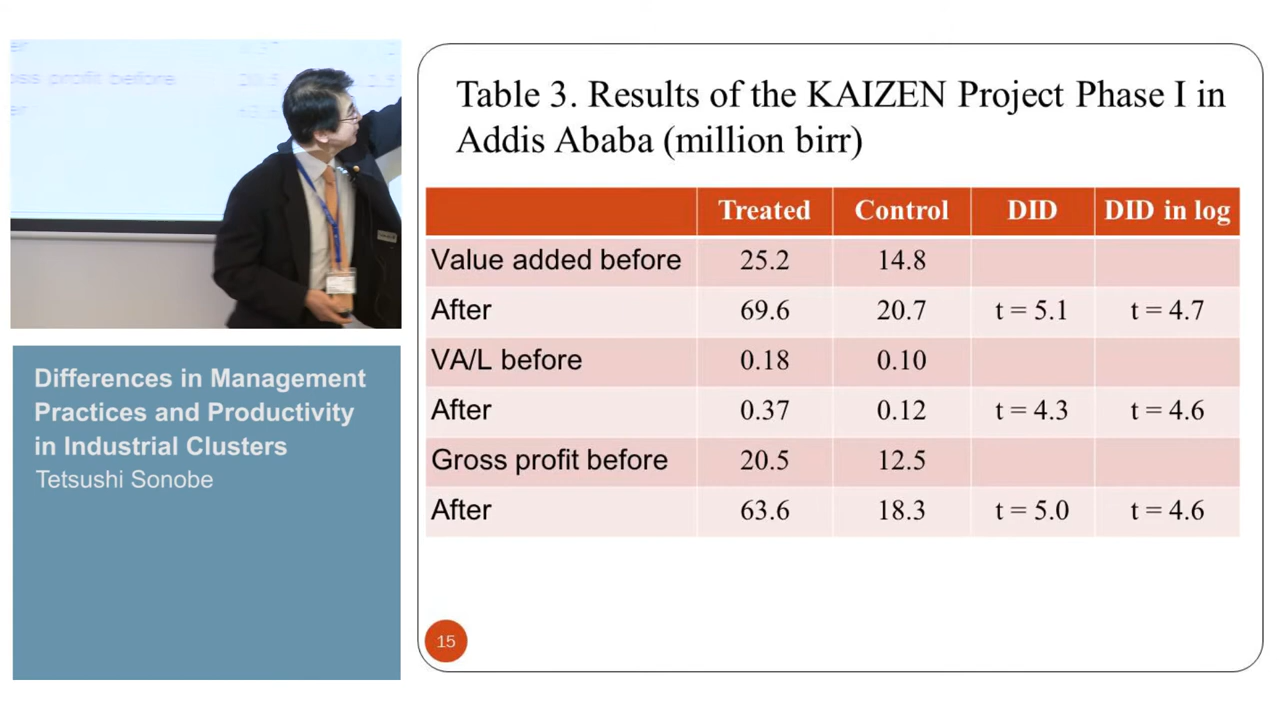 ss profit before
Differences in Management
Practices and Productivity
in Industrial Clusters
Tetsushi Sonobe
Table 3. Results of the KAIZEN Project Phase I in
Addis Ababa (million birr)
Treated Control DID DID in log
Value added before 25.2 14.8
After 69.6 20.7 t = 5.1 t = 4.7
VA/L before 0.18 0.10
After 0.37 0.12 t = 4.3 t = 4.6
Gross profit before 20.5 12.5
After 63.6 18.3 t = 5.0 t = 4.6
15